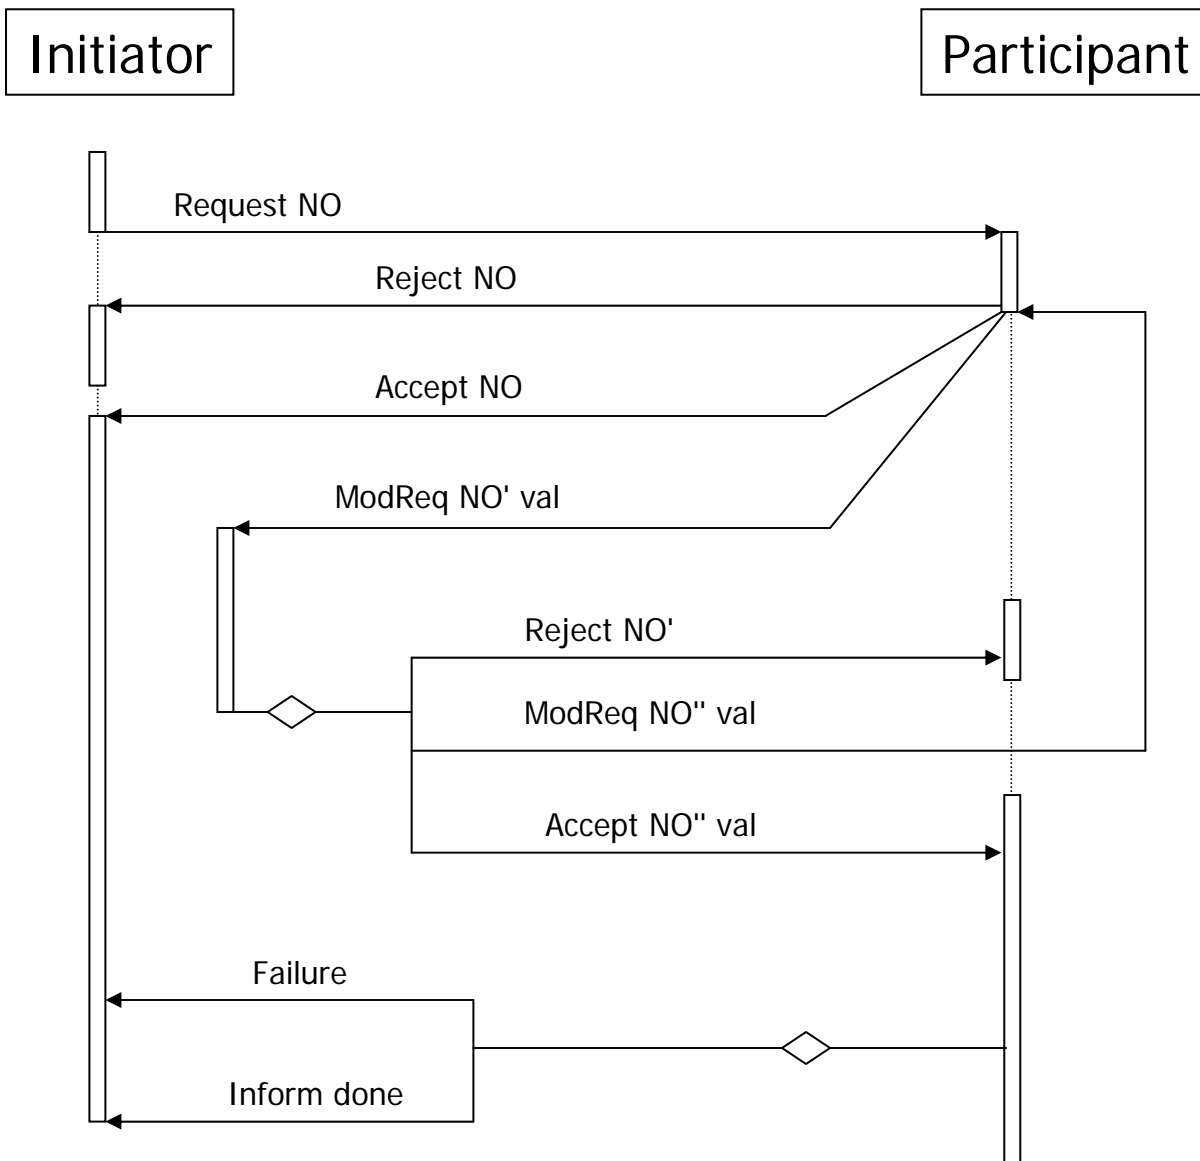 Initiator
Participant
Request NO
Reject NO
Accept NO
ModReq NO' val
Reject NO'
ModReq NO" val
Accept NO" val
Failure
Inform done